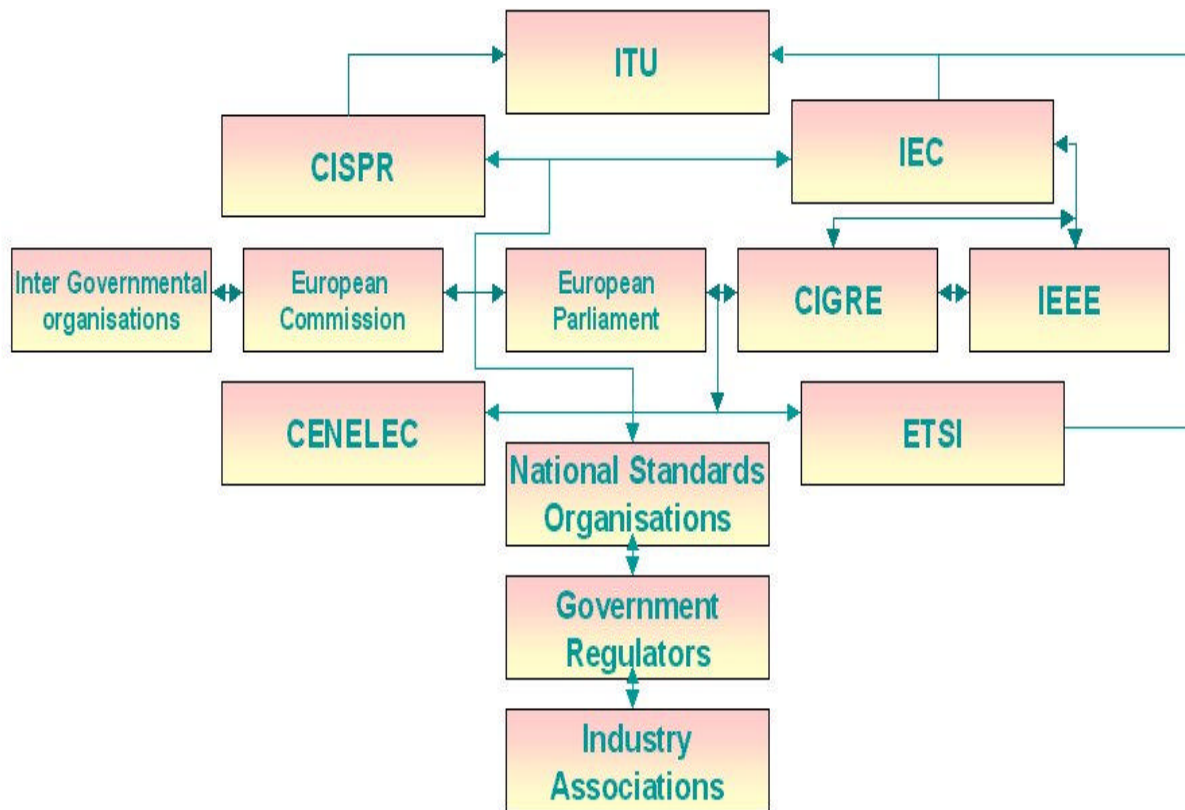 ITU
CISPR
IEC
Inter Governmental
organisations
European
Commission
European
Parliament
CIGRE
IEEE
CENELEC
ETSI
National Standards
Organisations
Government
Regulators
Industry
Associations